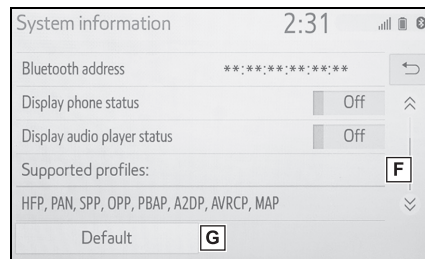 System information 2:31
Bluetooth address **:**:**:**:**:**
Display phone status Off
Display audio player status Off
Supported profiles: F
HFP, PAN, SPP, OPP, PBAP, A2DP, AVRCP, MAP
Default G